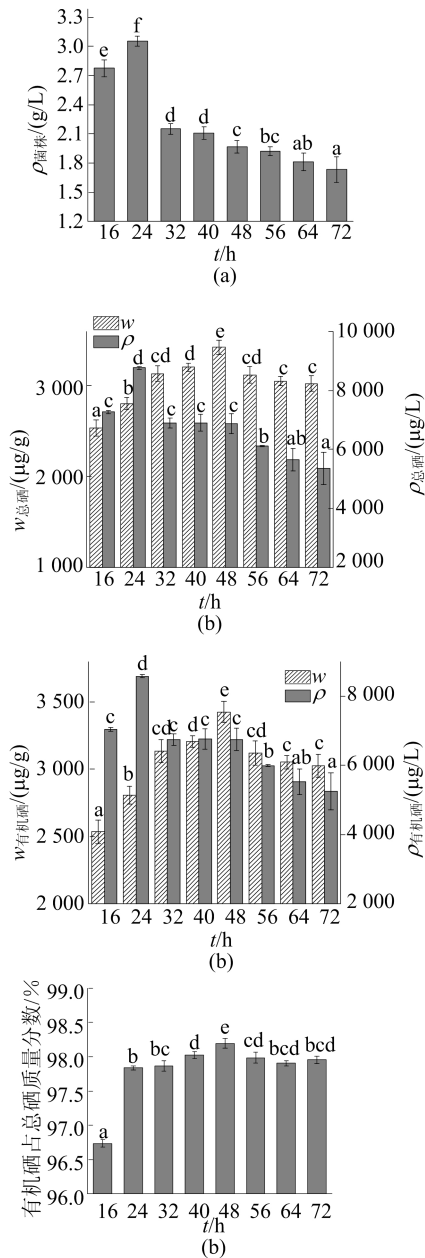 3.3
3.0
2.7
2.4
2.1
1.8
1.5
1.2
ρ菌株/(g/L)
e f d d c bc ab a
16 24 32 40 48 56 64 72
t/h
(a)
w
ρ
3 000
2 000
1 000
w总硒/(μg/g)
10 000
8 000
6 000
4 000
2 000
ρ总硒/(μg/L)
a c b d c c d c e c cd b c ab c a
16 24 32 40 48 56 64 72
t/h
(b)
w
ρ
3 500
3 000
2 500
2 000
w有机硒/(μg/g)
8 000
6 000
4 000
2 000
ρ有机硒/(μg/L)
a c b d cd c d c e c cd b c ab c a
16 24 32 40 48 56 64 72
t/h
(b)
有机硒占总硒质量分数/%
99.0
98.5
98.0
97.5
97.0
96.5
96.0
a b bc d e cd bcd bcd
16 24 32 40 48 56 64 72
t/h
(b)